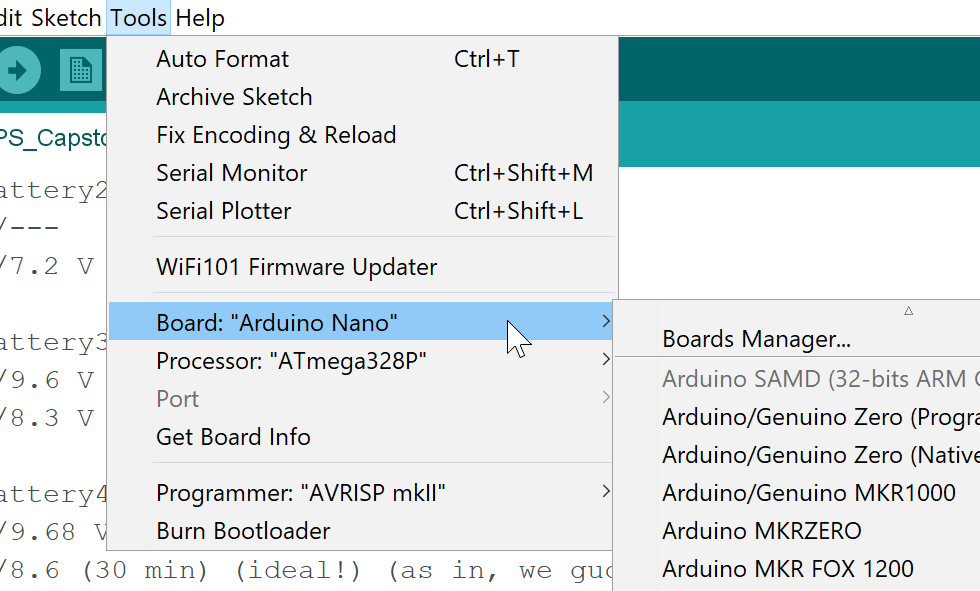 dit Sketch Tools Help
PS_Capsto
Auto Format Ctrl+T
Archive Sketch
Fix Encoding & Reload
Serial Monitor Ctrl+Shift+M
Serial Plotter Ctrl+Shift+L
WiFi101 Firmware Updater
Board: "Arduino Nano"
Processor: "ATmega328P"
Port
Get Board Info
Programmer: "AVRISP mkII"
Burn Bootloader
Boards Manager...
Arduino SAMD (32-bits ARM
Arduino/Genuino Zero (Progra
Arduino/Genuino Zero (Native
Arduino/Genuino MKR1000
Arduino MKRZERO
Arduino MKR FOX 1200
attery2
/---
/7.2 V
attery3
/9.6 V
/8.3 V
attery4
/9.68 V
/8.6 (30 min) (ideal!) (as in, we guc